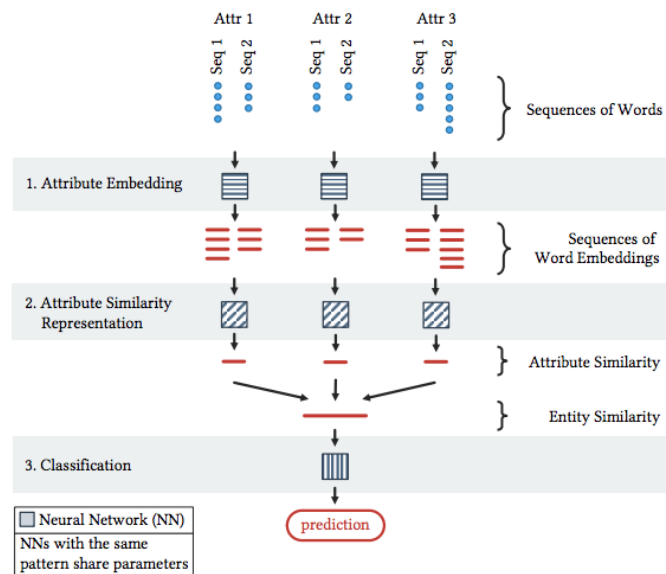 Attr 1 Attr 2 Attr 3
Seq 1 Seq 2 Seq 1 Seq 2 Seq 1 Seq 2
Sequences of Words
1. Attribute Embedding
Sequences of
Word Embeddings
2. Attribute Similarity
Representation
Attribute Similarity
Entity Similarity
3. Classification
prediction
Neural Network (NN)
NNs with the same
pattern share parameters